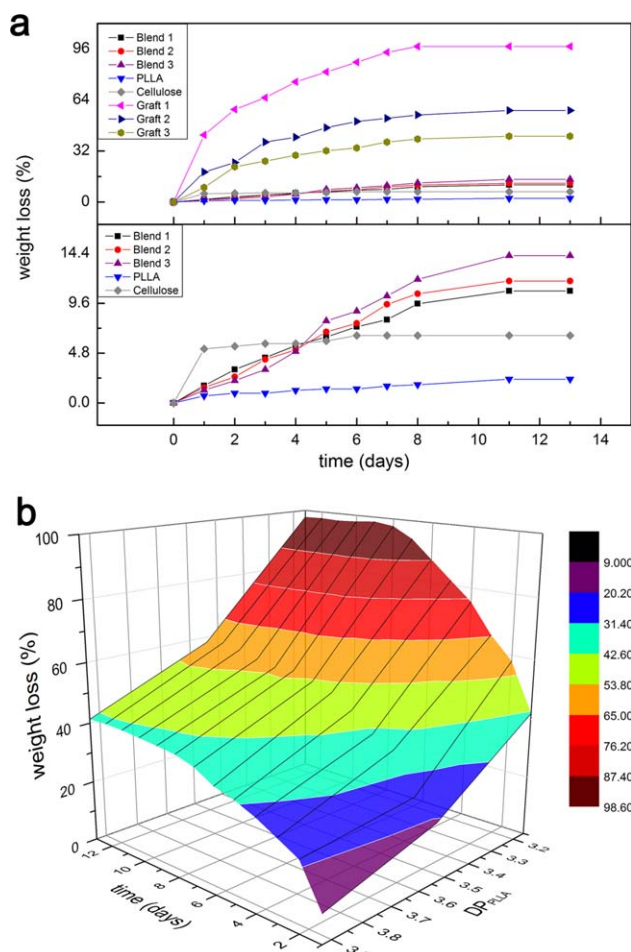 a
Blend 1
Blend 2
Blend 3
PLLA
Cellulose
Graft 1
Graft 2
Graft 3
96
64
32
0
weight loss (%)
Blend 1
Blend 2
Blend 3
PLLA
Cellulose
14.4
9.6
4.8
0.0
0 2 4 6 8 10 12 14
time (days)
b
100
80
60
40
20
0
weight loss (%)
12 10 8 6 4 2
time (days)
3.2
3.3
3.4
3.5
3.6
3.7
3.8
DP PLLA
9.000
20.20
31.40
42.60
53.80
65.00
76.20
87.40
98.60